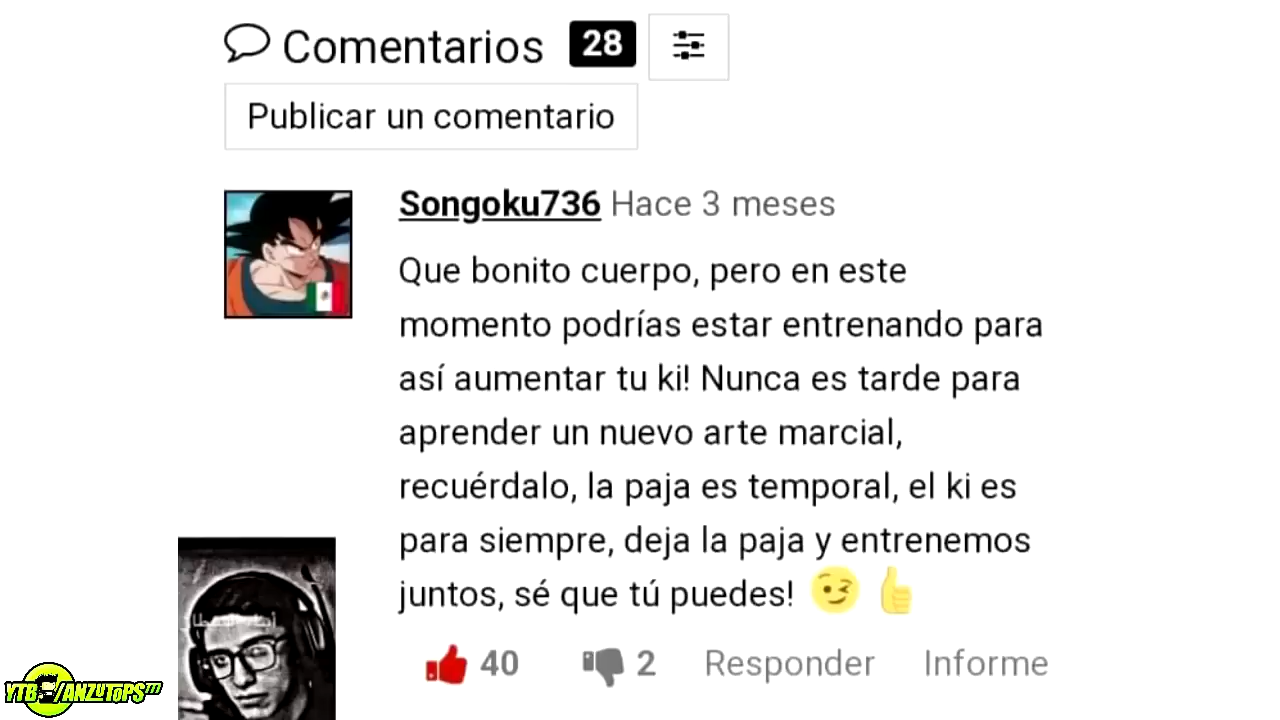 Comentarios 28
Publicar un comentario
Songoku736 Hace 3 meses
Que bonito cuerpo, pero en este
momento podrías estar entrenando para
así aumentar tu ki! Nunca es tarde para
aprender un nuevo arte marcial,
recuérdalo, la paja es temporal, el ki es
para siempre, deja la paja y entrenemos
juntos, sé que tú puedes! 😉 👍
40 2 Responder Informe
YTB/ANZUTOPS777